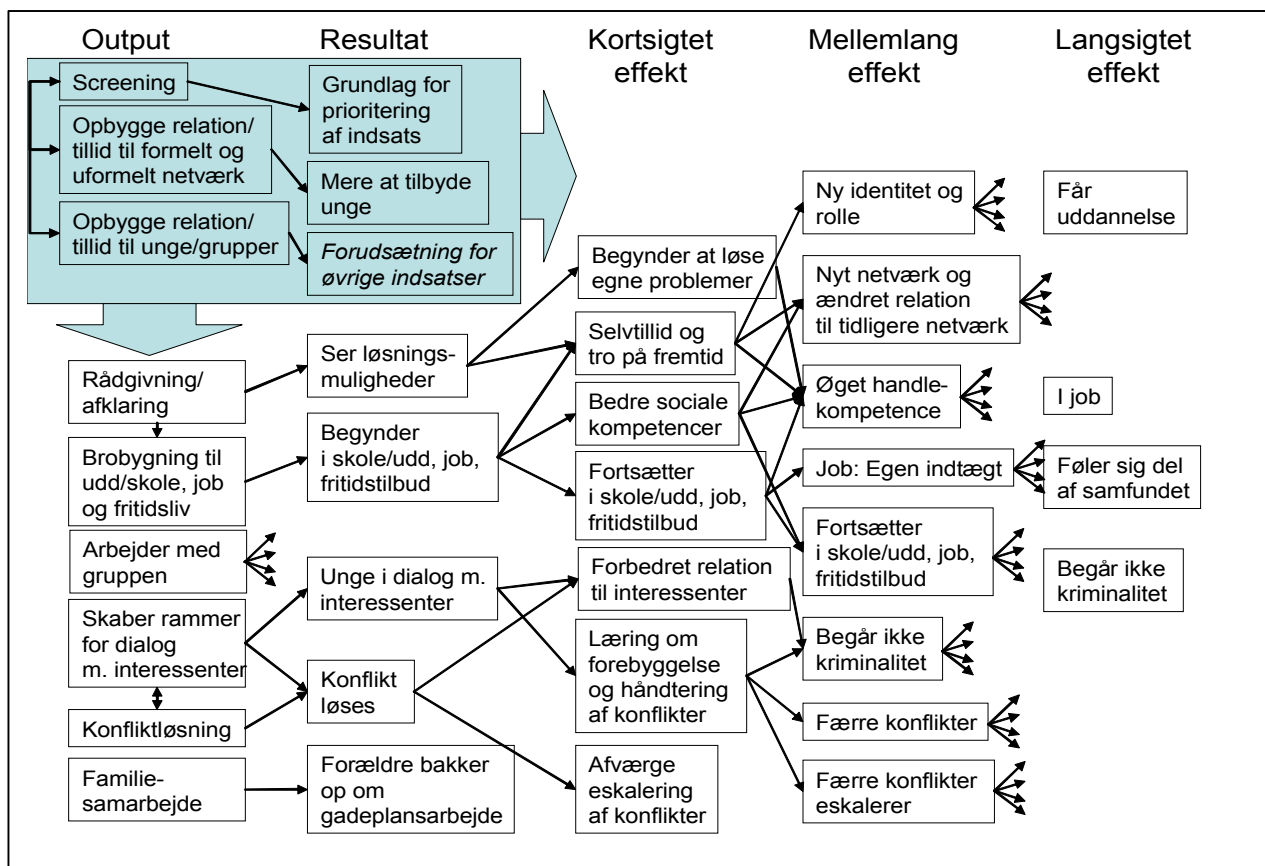 Output
Resultat
Kortsigtet
effekt
Mellemlang
effekt
Langsigtet
effekt
Screening
Opbygge relation/
tillid til formelt og
uformelt netværk
Opbygge relation/
tillid til unge/grupper
Grundlag for
prioritering
af indsats
Mere at tilbyde
unge
Forudsætning for
øvrige indsatser
Rådgivning/
afklaring
Brobygning til
udd/skole, job
og fritidsliv
Arbejder med
gruppen
Skaber rammer
for dialog
m. interessenter
Konfliktløsning
Familie-
samarbejde
Ser løsnings-
muligheder
Begynder
i skole/udd, job,
fritidstilbud
Unge i dialog m.
interessenter
Konflikt
løses
Forældre bakker
op om
gadeplansarbejde
Begynder at løse
egne problemer
Selvtillid og
tro på fremtid
Bedre sociale
kompetencer
Fortsætter
i skole/udd, job,
fritidstilbud
Forbedret relation
til interessenter
Læring om
forebyggelse
og håndtering
af konflikter
Afværge
eskalering
af konflikter
Ny identitet og
rolle
Nyt netværk og
ændret relation
til tidligere netværk
Øget handle-
kompetence
Job: Egen indtægt
Fortsætter
i skole/udd, job,
fritidstilbud
Begår ikke
kriminalitet
Færre konflikter
Færre konflikter
eskalerer
Får
uddannelse
I job
Føler sig del
af samfundet
Begår ikke
kriminalitet